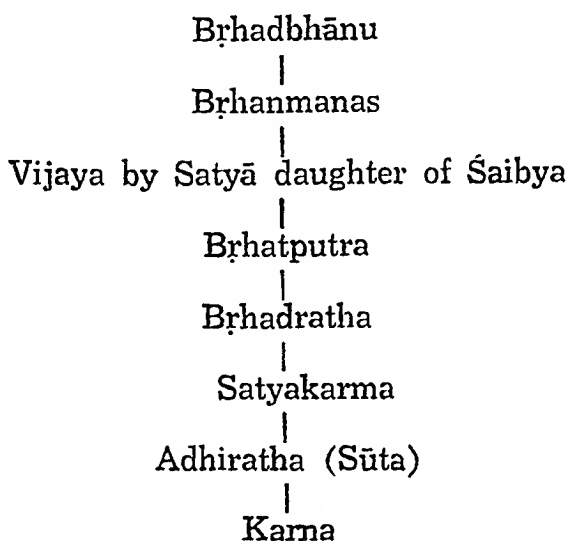 Bṛhadbhānu
|
Bṛhanmanas
|
Vijaya by Satyā daughter of Śaibya
|
Bṛhatputra
|
Bṛhadratha
|
Satyakarma
|
Adhiratha (Sūta)
|
Karna